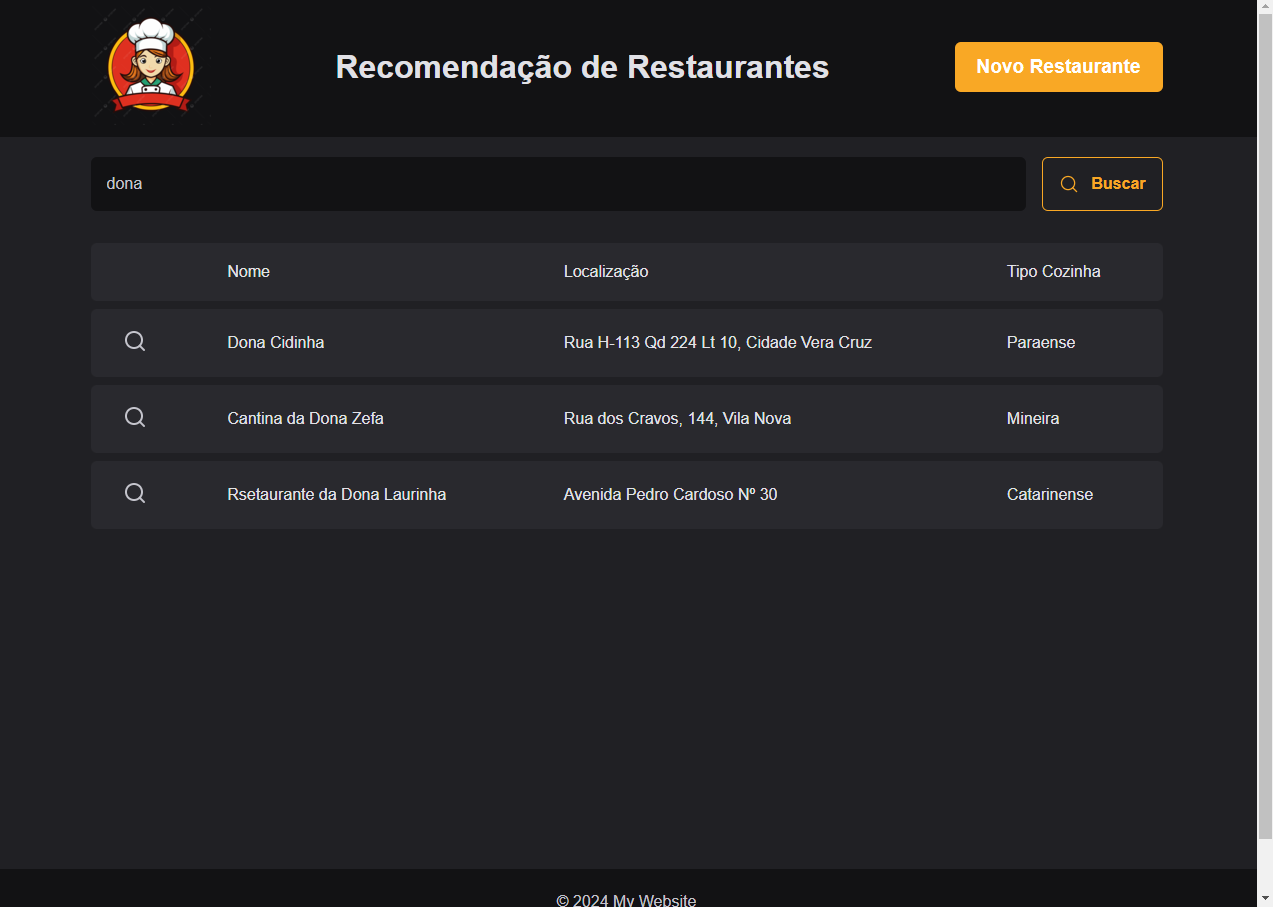 Recomendação de Restaurantes
Novo Restaurante
dona
Buscar
Nome Localização Tipo Cozinha
Dona Cidinha Rua H-113 Qd 224 Lt 10, Cidade Vera Cruz Paraense
Cantina da Dona Zefa Rua dos Cravos, 144, Vila Nova Mineira
Rsetaurante da Dona Laurinha Avenida Pedro Cardoso Nº 30 Catarinense
© 2024 My Website